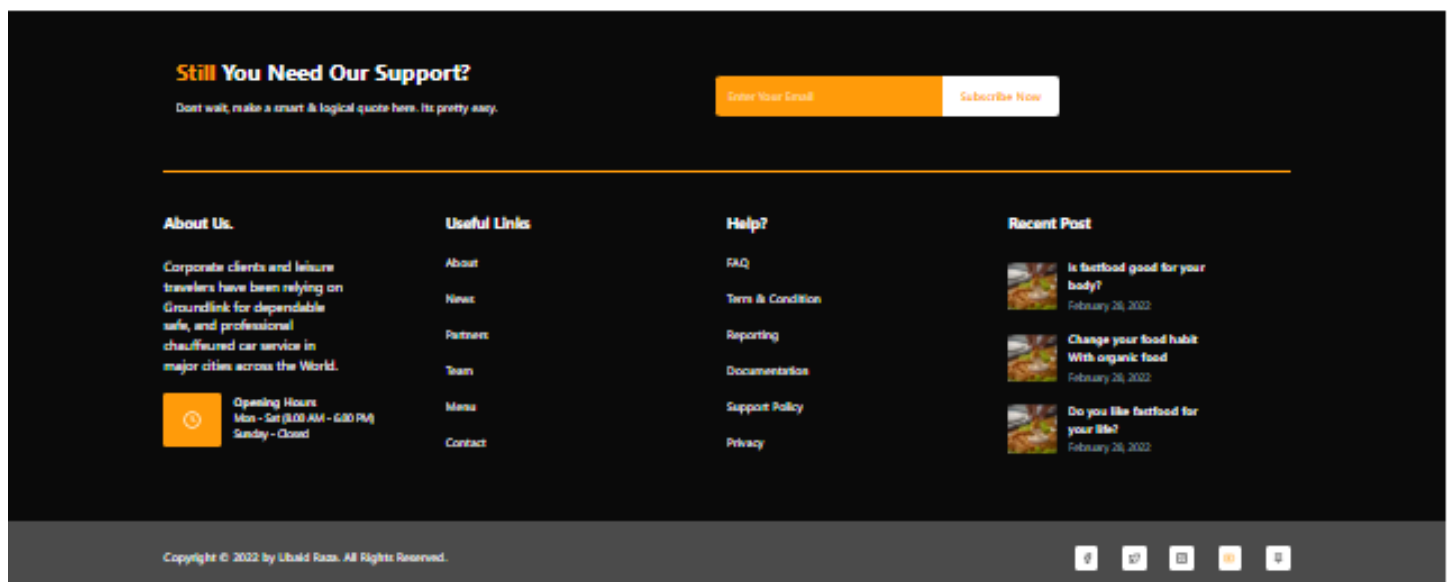 Still You Need Our Support?
Dont wait, make a smart & logical quote here. Its pretty easy.
Enter Your Email
Subscribe Now
About Us.
Corporate clients and leisure
travelers have been relying on
Groundlink for dependable
safe, and professional
chauffeured car service in
major cities across the World.
Opening Hours
Mon - Sat (8.00 AM - 6.00 PM)
Sunday - Closed
Useful Links
About
News
Partners
Team
Menu
Contact
Help?
FAQ
Term & Condition
Reporting
Documentation
Support Policy
Privacy
Recent Post
Is fastfood good for your
body?
February 28, 2022
Change your food habit
With organic food
February 28, 2022
Do you like fastfood for
your life?
February 28, 2022
Copyright © 2022 by Ubaid Raza. All Rights Reserved.